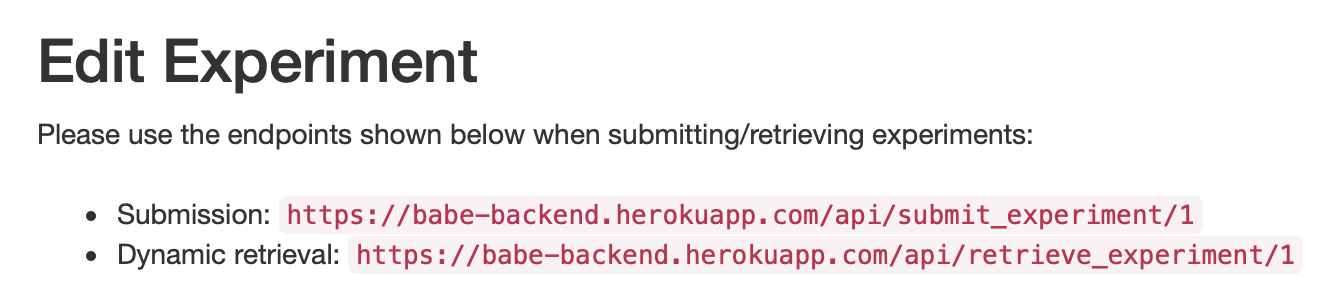 Edit Experiment
Please use the endpoints shown below when submitting/retrieving experiments:
• Submission: https://babe-backend.herokuapp.com/api/submit_experiment/1
• Dynamic retrieval: https://babe-backend.herokuapp.com/api/retrieve_experiment/1